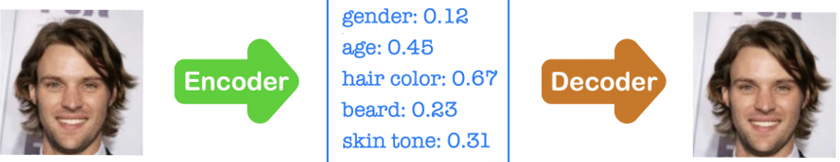 Encoder
gender: 0.12
age: 0.45
hair color: 0.67
beard: 0.23
skin tone: 0.31
Decoder